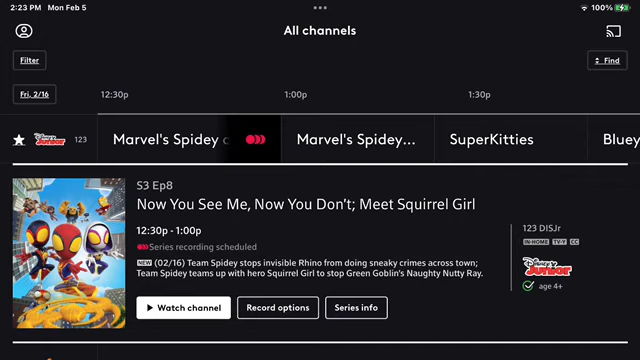 2:23 PM Mon Feb 5
100%
All channels
Filter
Find
Fri, 2/16
12:30p
1:00p
1:30p
Disney Junior
123
Marvel's Spidey
Marvel's Spidey...
SuperKitties
Bluey
S3 Ep8
Now You See Me, Now You Don't; Meet Squirrel Girl
12:30p - 1:00p
Series recording scheduled
NEW (02/16) Team Spidey stops invisible Rhino from doing sneaky crimes across town;
Team Spidey teams up with hero Squirrel Girl to stop Green Goblin's Naughty Nutty Ray.
123 DISJr
IN-HOME TV-Y CC
Disney Junior
age 4+
Watch channel
Record options
Series info